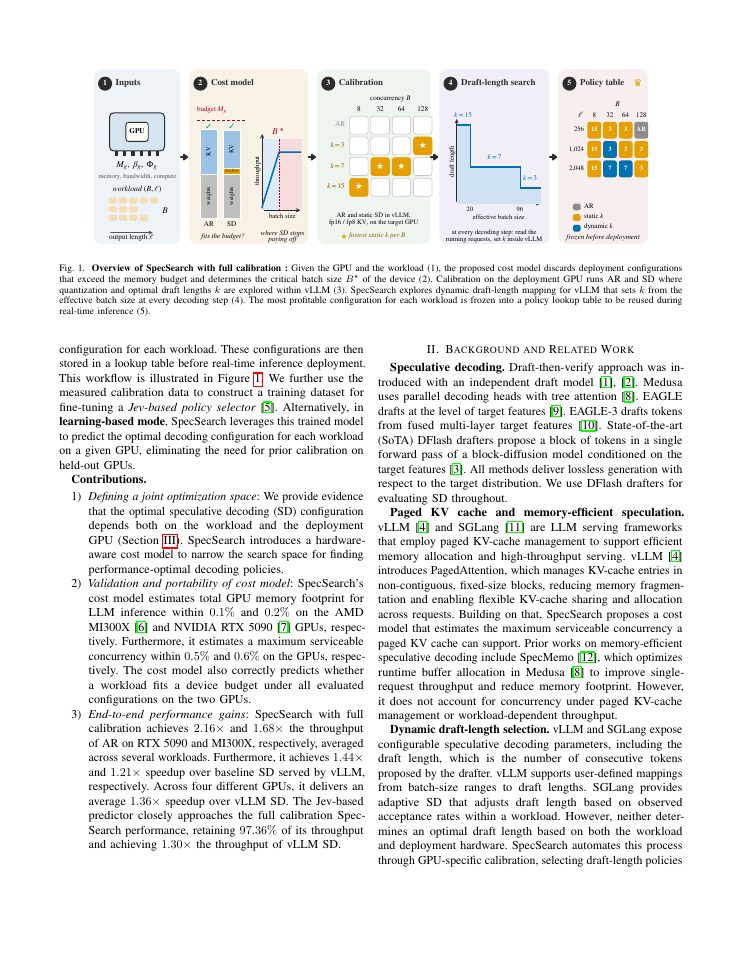 1 Inputs
GPU
Mg, βg, Φg
memory, bandwidth, compute
workload (B, ℓ)
B
output length ℓ
2 Cost model
budget Mg
✓ ✓
KV KV
drafter
weights weights
AR SD
fits the budget?
throughput
B⋆
batch size
where SD stops
paying off
3 Calibration
concurrency B
8 32 64 128
AR
k=3 ★
k=7 ★ ★
k=15 ★
AR and static SD in vLLM,
fp16 / fp8 KV, on the target GPU
★ fastest static k per B
4 Draft-length search
k=15
k=7
k=3
draft length
20 96
effective batch size
at every decoding step: read the
running requests, set k inside vLLM
5 Policy table
B
ℓ 8 32 64 128
256 15 3 3 AR
1,024 15 3 3 3
2,048 15 7 7 3
AR
static k
dynamic k
frozen before deployment
Fig. 1. Overview of SpecSearch with full calibration : Given the GPU and the workload (1), the proposed cost model discards deployment configurations
that exceed the memory budget and determines the critical batch size B⋆ of the device (2). Calibration on the deployment GPU runs AR and SD where
quantization and optimal draft lengths k are explored within vLLM (3). SpecSearch explores dynamic draft-length mapping for vLLM that sets k from the
effective batch size at every decoding step (4). The most profitable configuration for each workload is frozen into a policy lookup table to be reused during
real-time inference (5).
configuration for each workload. These configurations are then
stored in a lookup table before real-time inference deployment.
This workflow is illustrated in Figure 1. We further use the
measured calibration data to construct a training dataset for
fine-tuning a Jev-based policy selector [5]. Alternatively, in
learning-based mode, SpecSearch leverages this trained model
to predict the optimal decoding configuration for each workload
on a given GPU, eliminating the need for prior calibration on
held-out GPUs.
Contributions.
1) Defining a joint optimization space: We provide evidence
that the optimal speculative decoding (SD) configuration
depends both on the workload and the deployment
GPU (Section III). SpecSearch introduces a hardware-
aware cost model to narrow the search space for finding
performance-optimal decoding policies.
2) Validation and portability of cost model: SpecSearch's
cost model estimates total GPU memory footprint for
LLM inference within 0.1% and 0.2% on the AMD
MI300X [6] and NVIDIA RTX 5090 [7] GPUs, respec-
tively. Furthermore, it estimates a maximum serviceable
concurrency within 0.5% and 0.6% on the GPUs, respec-
tively. The cost model also correctly predicts whether
a workload fits a device budget under all evaluated
configurations on the two GPUs.
3) End-to-end performance gains: SpecSearch with full
calibration achieves 2.16× and 1.68× the throughput
of AR on RTX 5090 and MI300X, respectively, averaged
across several workloads. Furthermore, it achieves 1.44×
and 1.21× speedup over baseline SD served by vLLM,
respectively. Across four different GPUs, it delivers an
average 1.36× speedup over vLLM SD. The Jev-based
predictor closely approaches the full calibration Spec-
Search performance, retaining 97.36% of its throughput
and achieving 1.30× the throughput of vLLM SD.
II. BACKGROUND AND RELATED WORK
Speculative decoding. Draft-then-verify approach was in-
troduced with an independent draft model [1], [2]. Medusa
uses parallel decoding heads with tree attention [8]. EAGLE
drafts at the level of target features [9]. EAGLE-3 drafts tokens
from fused multi-layer target features [10]. State-of-the-art
(SoTA) DFlash drafters propose a block of tokens in a single
forward pass of a block-diffusion model conditioned on the
target features [3]. All methods deliver lossless generation with
respect to the target distribution. We use DFlash drafters for
evaluating SD throughout.
Paged KV cache and memory-efficient speculation.
vLLM [4] and SGLang [11] are LLM serving frameworks
that employ paged KV-cache management to support efficient
memory allocation and high-throughput serving. vLLM [4]
introduces PagedAttention, which manages KV-cache entries in
non-contiguous, fixed-size blocks, reducing memory fragmen-
tation and enabling flexible KV-cache sharing and allocation
across requests. Building on that, SpecSearch proposes a cost
model that estimates the maximum serviceable concurrency a
paged KV cache can support. Prior works on memory-efficient
speculative decoding include SpecMemo [12], which optimizes
runtime buffer allocation in Medusa [8] to improve single-
request throughput and reduce memory footprint. However,
it does not account for concurrency under paged KV-cache
management or workload-dependent throughput.
Dynamic draft-length selection. vLLM and SGLang expose
configurable speculative decoding parameters, including the
draft length, which is the number of consecutive tokens
proposed by the drafter. vLLM supports user-defined mappings
from batch-size ranges to draft lengths. SGLang provides
adaptive SD that adjusts draft length based on observed
acceptance rates within a workload. However, neither deter-
mines an optimal draft length based on both the workload
and deployment hardware. SpecSearch automates this process
through GPU-specific calibration, selecting draft-length policies